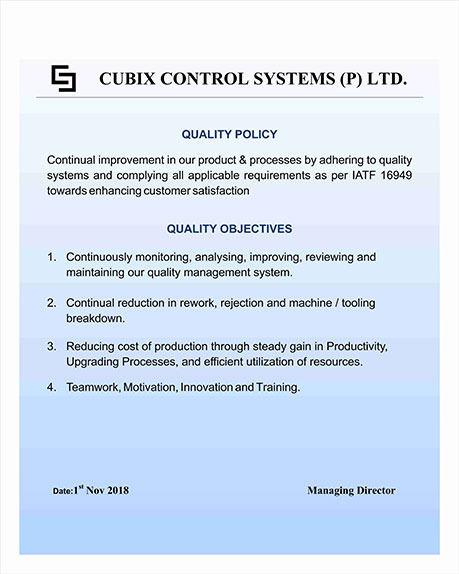 CUBIX CONTROL SYSTEMS (P) LTD.
QUALITY POLICY
Continual improvement in our product & processes by adhering to quality
systems and complying all applicable requirements as per IATF 16949
towards enhancing customer satisfaction
QUALITY OBJECTIVES
1. Continuously monitoring, analysing, improving, reviewing and
maintaining our quality management system.
2. Continual reduction in rework, rejection and machine / tooling
breakdown.
3. Reducing cost of production through steady gain in Productivity,
Upgrading Processes, and efficient utilization of resources.
4. Teamwork, Motivation, Innovation and Training.
Date:1st Nov 2018 Managing Director